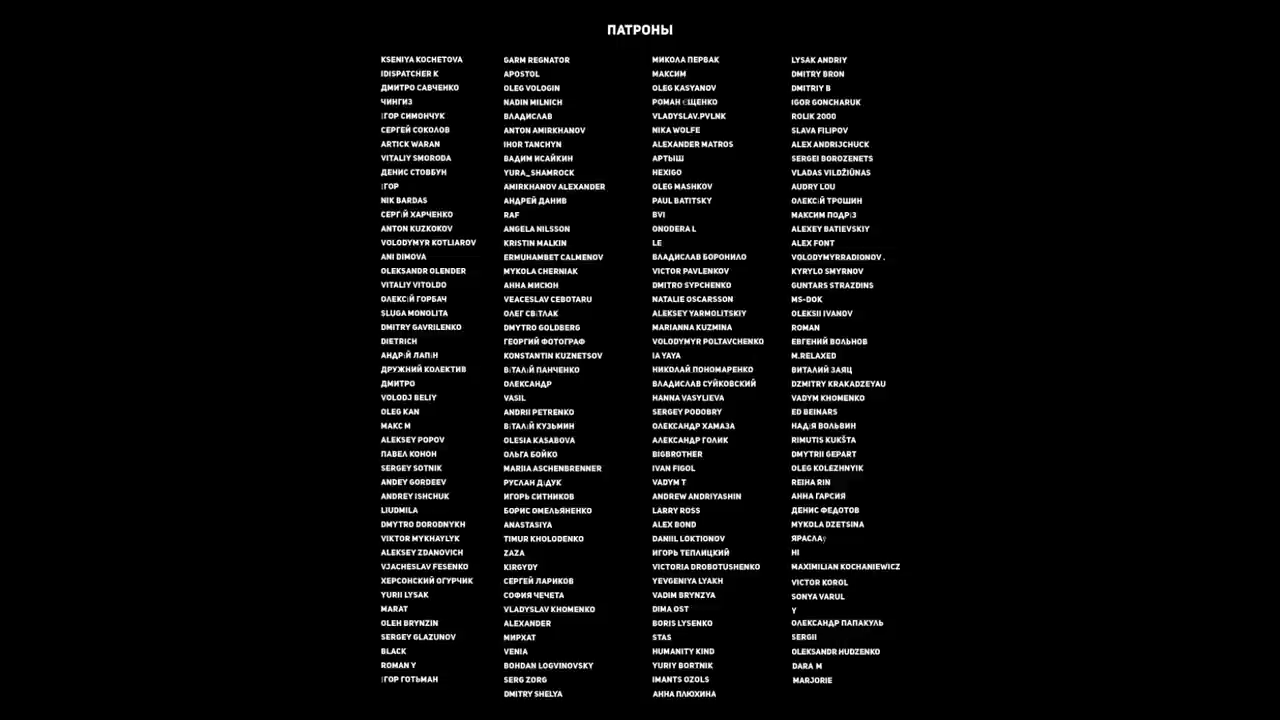 ПАТРОНЫ
KSENIYA KOCHETOVA
IDISPATCHER K
ДМИТРО САВЧЕНКО
ЧИНГИЗ
ІГОР СИМОНЧУК
СЕРГЕЙ СОКОЛОВ
ARTICK WARAN
VITALIY SMORODA
ДЕНИС СТОВБУН
ІГОР
NIK BARDAS
СЕРГІЙ ХАРЧЕНКО
ANTON KUZKOKOV
VOLODYMYR KOTLIAROV
ANI DIMOVA
OLEKSANDR OLENDER
VITALIY VITOLDO
ОЛЕКСІЙ ГОРБАЧ
SLUGA MONOLITA
DMITRY GAVRILENKO
DIETRICH
АНДРІЙ ЛАПІН
ДРУЖНИЙ КОЛЕКТИВ
ДМИТРО
VOLODJ BELIY
OLEG KAN
МАКС М
ALEKSEY POPOV
ПАВЕЛ КОНОН
SERGEY SOTNIK
ANDEY GORDEEV
ANDREY ISHCHUK
LIUDMILA
DMYTRO DORODNYKH
VIKTOR MYKHAYLYK
ALEKSEY ZDANOVICH
VJACHESLAV FESENKO
ХЕРСОНСКИЙ ОГУРЧИК
YURII LYSAK
MARAT
OLEH BRYNZIN
SERGEY GLAZUNOV
BLACK
ROMAN Y
ІГОР ГОТЬМАН
GARM REGNATOR
APOSTOL
OLEG VOLOGIN
NADIN MILNICH
ВЛАДИСЛАВ
ANTON AMIRKHANOV
IHOR TANCHYN
ВАДИМ ИСАЙКИН
YURA_SHAMROCK
AMIRKHANOV ALEXANDER
АНДРЕЙ ДАНИВ
RAF
ANGELA NILSSON
KRISTIN MALKIN
ERMUHAMBET CALMENOV
MYKOLA CHERNIAK
АННА МИСЮН
VEACESLAV CEBOTARU
ОЛЕГ СВІТЛАК
DMYTRO GOLDBERG
ГЕОРГИЙ ФОТОГРАФ
KONSTANTIN KUZNETSOV
ВІТАЛІЙ ПАНЧЕНКО
ОЛЕКСАНДР
VASIL
ANDRII PETRENKO
ВІТАЛІЙ КУЗЬМИН
OLESIA KASABOVA
ОЛЬГА БОЙКО
MARIIA ASCHENBRENNER
РУСЛАН ДІДУК
ИГОРЬ СИТНИКОВ
БОРИС ОМЕЛЬЯНЕНКО
ANASTASIYA
TIMUR KHOLODENKO
ZAZA
KIRGYDY
СЕРГЕЙ ЛАРИКОВ
СОФИЯ ЧЕЧЕТА
VLADYSLAV KHOMENKO
ALEXANDER
МИРХАТ
VENIA
BOHDAN LOGVINOVSKY
SERG ZORG
DMITRY SHELYA
МИКОЛА ПЕРВАК
МАКСИМ
OLEG KASYANOV
РОМАН ЄЩЕНКО
VLADYSLAV.PVLNK
NIKA WOLFE
ALEXANDER MATROS
АРТЫШ
HEXIGO
OLEG MASHKOV
PAUL BATITSKY
BVI
ONODERA L
LE
ВЛАДИСЛАВ БОРОНИЛО
VICTOR PAVLENKOV
DMITRO SYPCHENKO
NATALIE OSCARSSON
ALEKSEY YARMOLITSKIY
MARIANNA KUZMINA
VOLODYMYR POLTAVCHENKO
IA YAYA
НИКОЛАЙ ПОНОМАРЕНКО
ВЛАДИСЛАВ СУЙКОВСКИЙ
HANNA VASYLIEVA
SERGEY PODOBRY
ОЛЕКСАНДР ХАМАЗА
АЛЕКСАНДР ГОЛИК
BIGBROTHER
IVAN FIGOL
VADYM T
ANDREW ANDRIYASHIN
LARRY ROSS
ALEX BOND
DANIIL LOKTIONOV
ИГОРЬ ТЕПЛИЦКИЙ
VICTORIA DROBOTUSHENKO
YEVGENIYA LYAKH
VADIM BRYNZYA
DIMA OST
BORIS LYSENKO
STAS
HUMANITY KIND
YURIY BORTNIK
IMANTS OZOLS
АННА ПЛЮХИНА
LYSAK ANDRIY
DMITRY BRON
DMITRIY B
IGOR GONCHARUK
ROLIK 2000
SLAVA FILIPOV
ALEX ANDRIJCHUCK
SERGEI BOROZENETS
VLADAS VILDŽIŪNAS
AUDRY LOU
ОЛЕКСІЙ ТРОШИН
МАКСИМ ПОДРІЗ
ALEXEY BATIEVSKIY
ALEX FONT
VOLODYMYRRADIONOV .
KYRYLO SMYRNOV
GUNTARS STRAZDINS
MS-DOK
OLEKSII IVANOV
ROMAN
ЕВГЕНИЙ ВОЛЬНОВ
M.RELAXED
ВИТАЛИЙ ЗАЯЦ
DZMITRY KRAKADZEYAU
VADYM KHOMENKO
ED BEINARS
НАДІЯ ВОЛЬВИН
RIMUTIS KUKŠTA
DMYTRII GEPART
OLEG KOLEZHNYIK
REIHA RIN
АННА ГАРСИЯ
ДЕНИС ФЕДОТОВ
MYKOLA DZETSINA
HI
MAXIMILIAN KOCHANIEWICZ
VICTOR KOROL
SONYA VARUL
Y
ОЛЕКСАНДР ПАПАКУЛЬ
SERGII
OLEKSANDR HUDZENKO
DARA M
MARJORIE